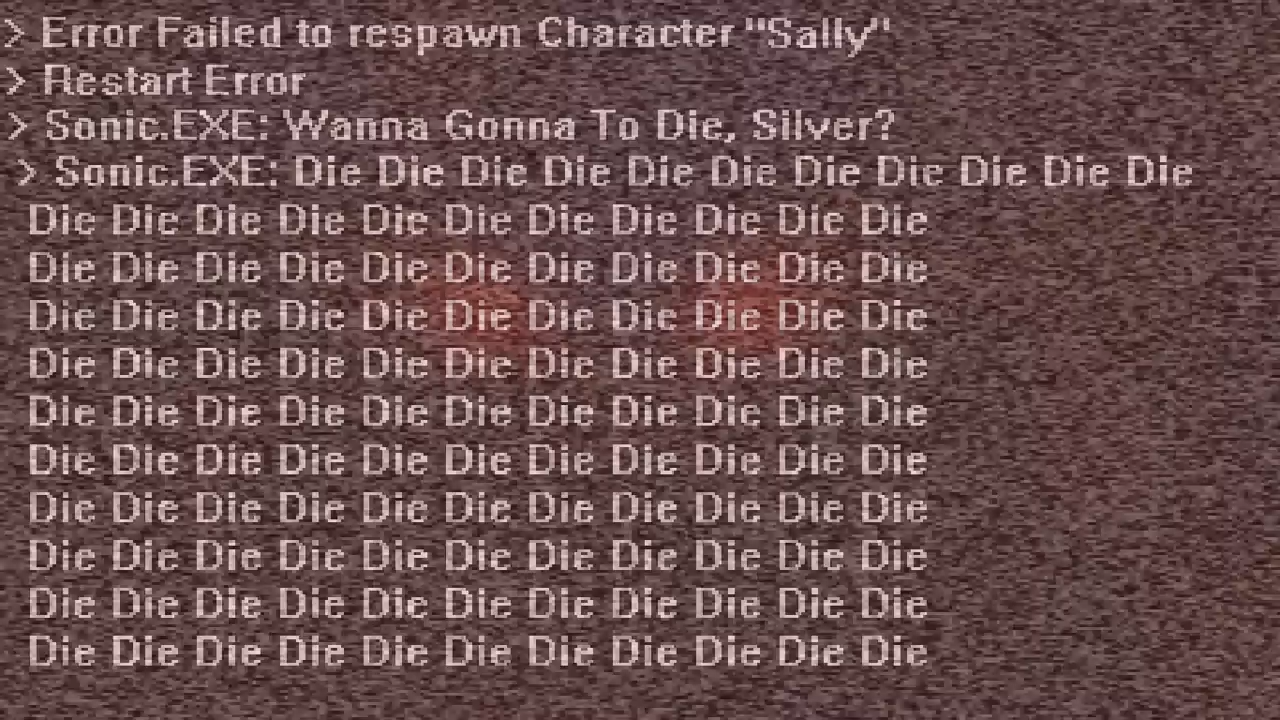 > Error Failed to respawn Character "Sally"
> Restart Error
> Sonic.EXE: Wanna Gonna To Die, Silver?
> Sonic.EXE: Die Die Die Die Die Die Die Die Die Die Die
Die Die Die Die Die Die Die Die Die Die Die
Die Die Die Die Die Die Die Die Die Die Die
Die Die Die Die Die Die Die Die Die Die Die
Die Die Die Die Die Die Die Die Die Die Die
Die Die Die Die Die Die Die Die Die Die Die
Die Die Die Die Die Die Die Die Die Die Die
Die Die Die Die Die Die Die Die Die Die Die
Die Die Die Die Die Die Die Die Die Die Die
Die Die Die Die Die Die Die Die Die Die Die
Die Die Die Die Die Die Die Die Die Die Die